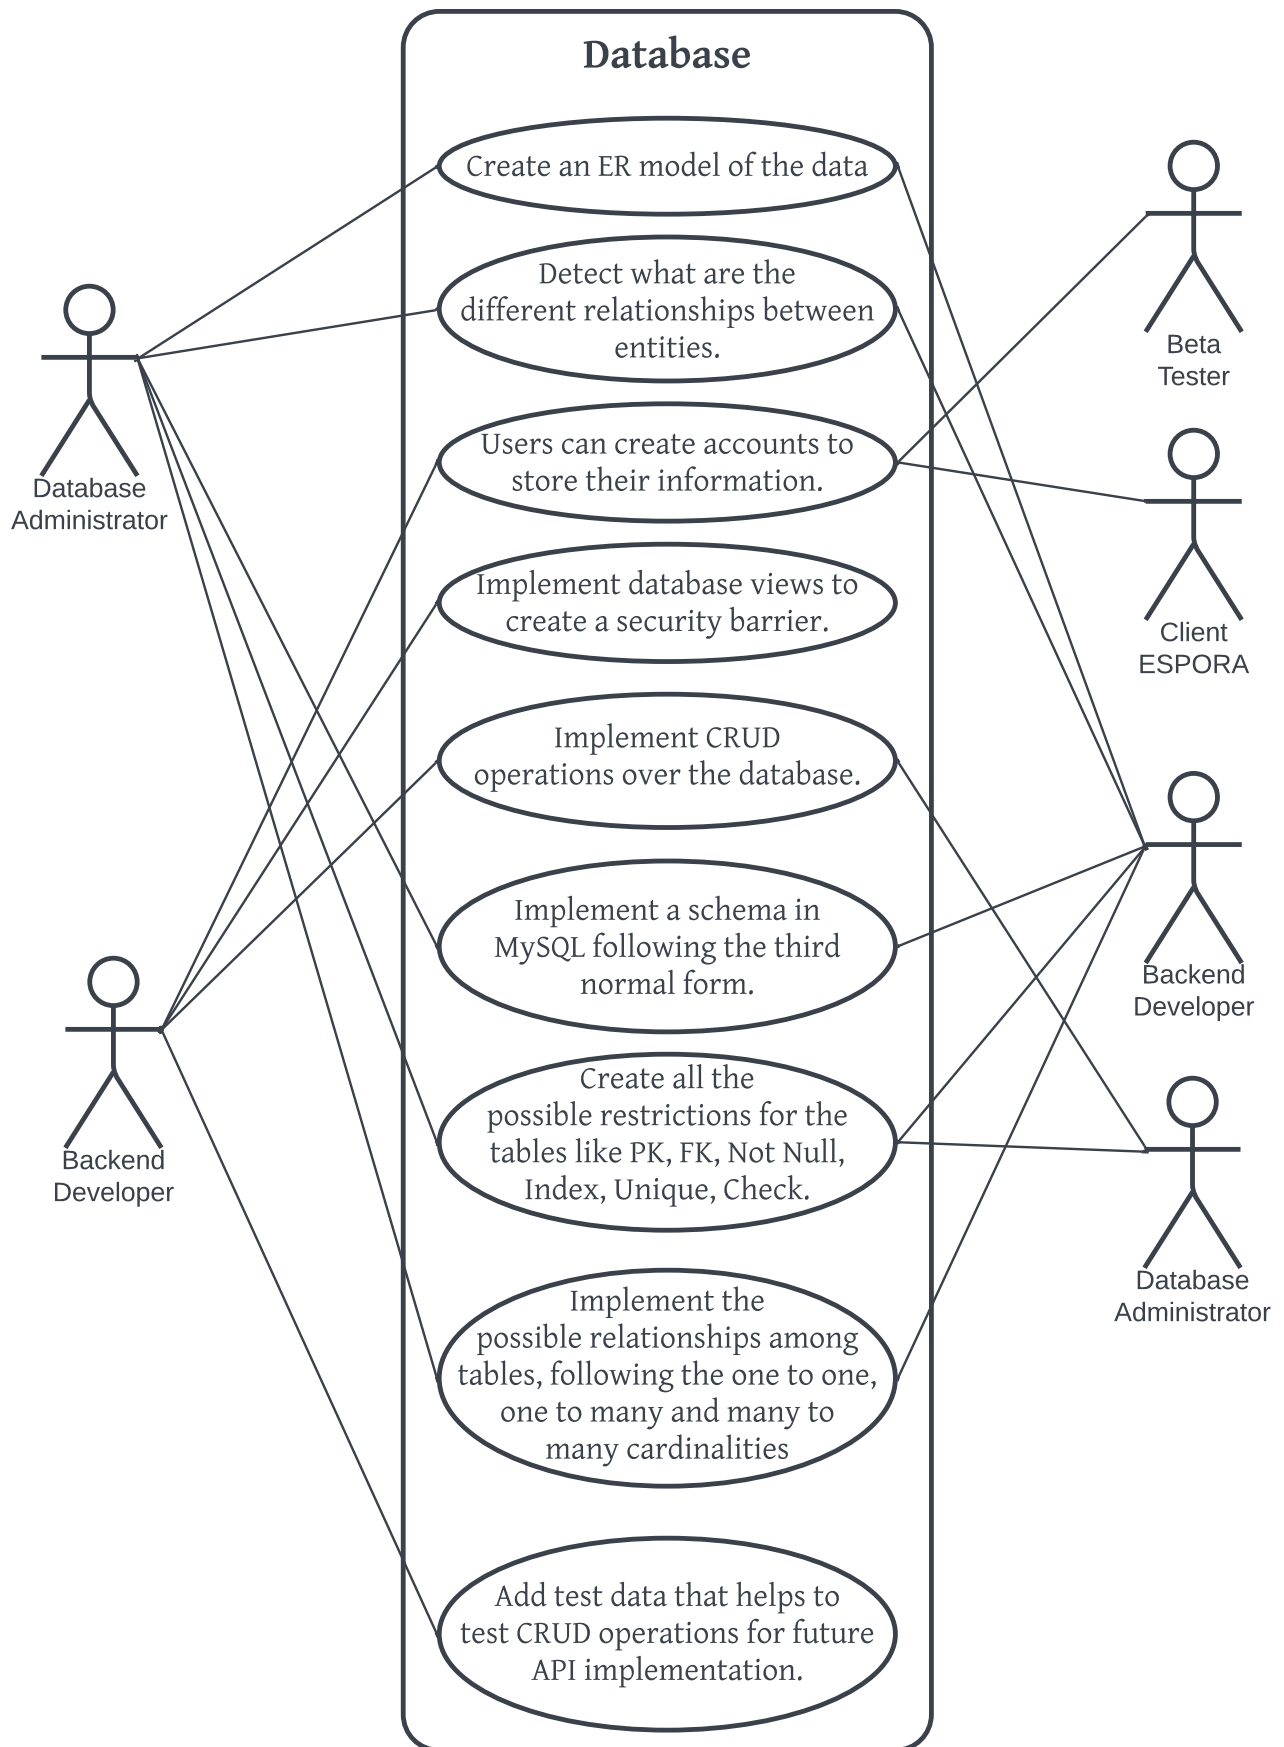 Database
Create an ER model of the data
Detect what are the
different relationships between
entities.
Users can create accounts to
store their information.
Implement database views to
create a security barrier.
Implement CRUD
operations over the database.
Implement a schema in
MySQL following the third
normal form.
Create all the
possible restrictions for the
tables like PK, FK, Not Null,
Index, Unique, Check.
Implement the
possible relationships among
tables, following the one to one,
one to many and many to
many cardinalities
Add test data that helps to
test CRUD operations for future
API implementation.
Database
Administrator
Backend
Developer
Beta
Tester
Client
ESPORA
Backend
Developer
Database
Administrator